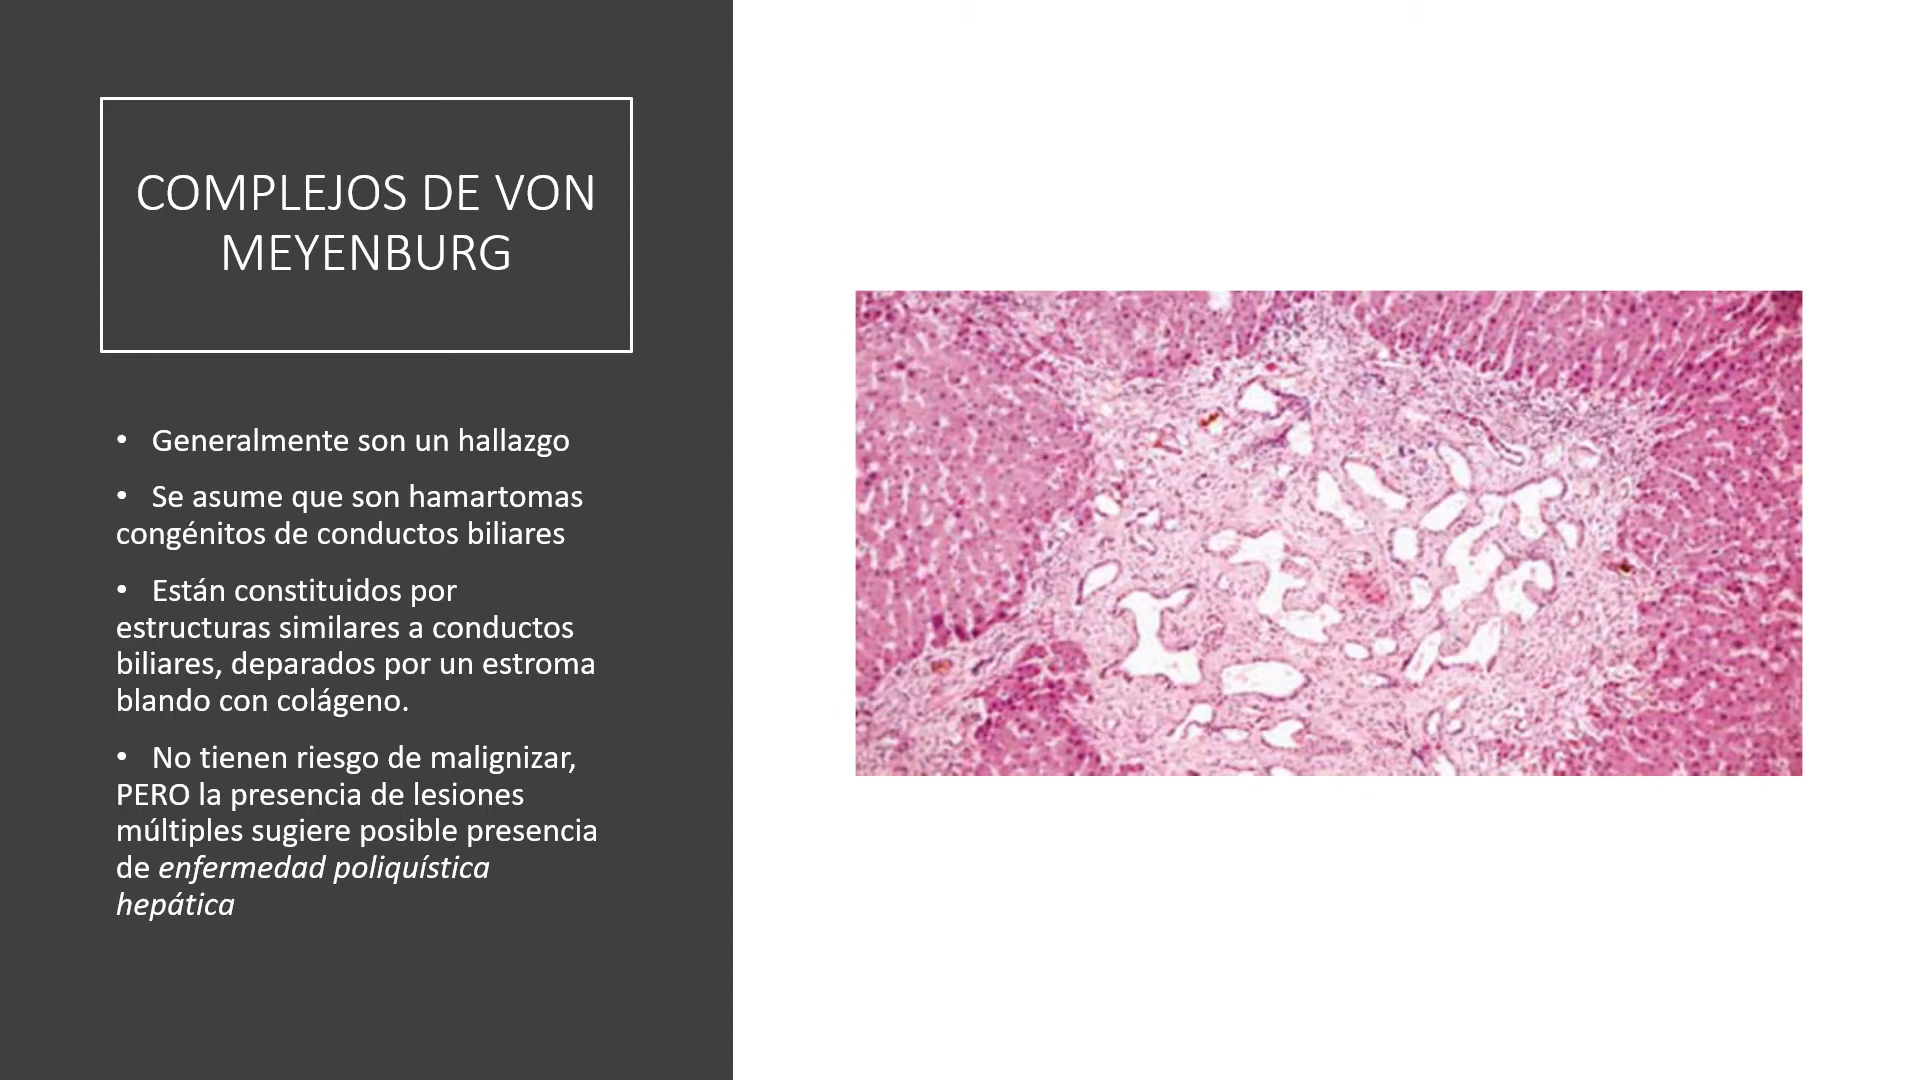 COMPLEJOS DE VON
MEYENBURG
• Generalmente son un hallazgo
• Se asume que son hamartomas
congénitos de conductos biliares
• Están constituidos por
estructuras similares a conductos
biliares, deparados por un estroma
blando con colágeno.
• No tienen riesgo de malignizar,
PERO la presencia de lesiones
múltiples sugiere posible presencia
de enfermedad poliquística
hepática